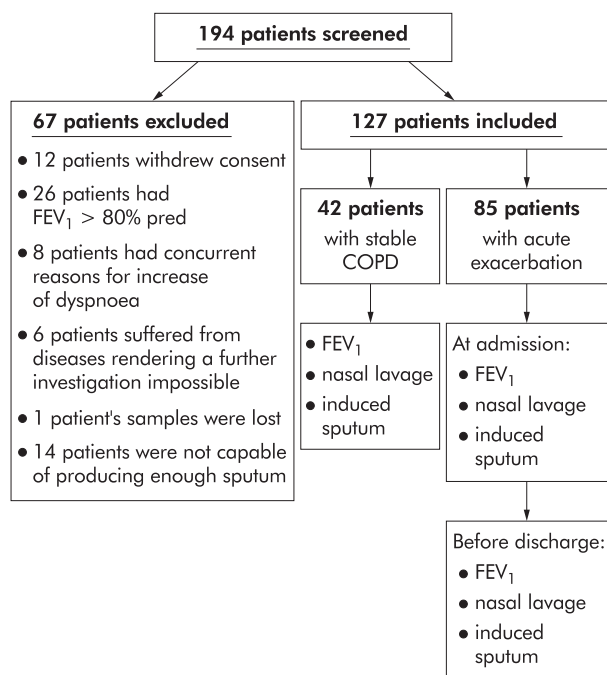 194 patients screened
67 patients excluded
• 12 patients withdrew consent
• 26 patients had
FEV₁ > 80% pred
• 8 patients had concurrent
reasons for increase
of dyspnoea
• 6 patients suffered from
diseases rendering a further
investigation impossible
• 1 patient's samples were lost
• 14 patients were not capable
of producing enough sputum
127 patients included
42 patients
with stable
COPD
• FEV₁
• nasal lavage
• induced
sputum
85 patients
with acute
exacerbation
At admission:
• FEV₁
• nasal lavage
• induced
sputum
Before discharge:
• FEV₁
• nasal lavage
• induced
sputum